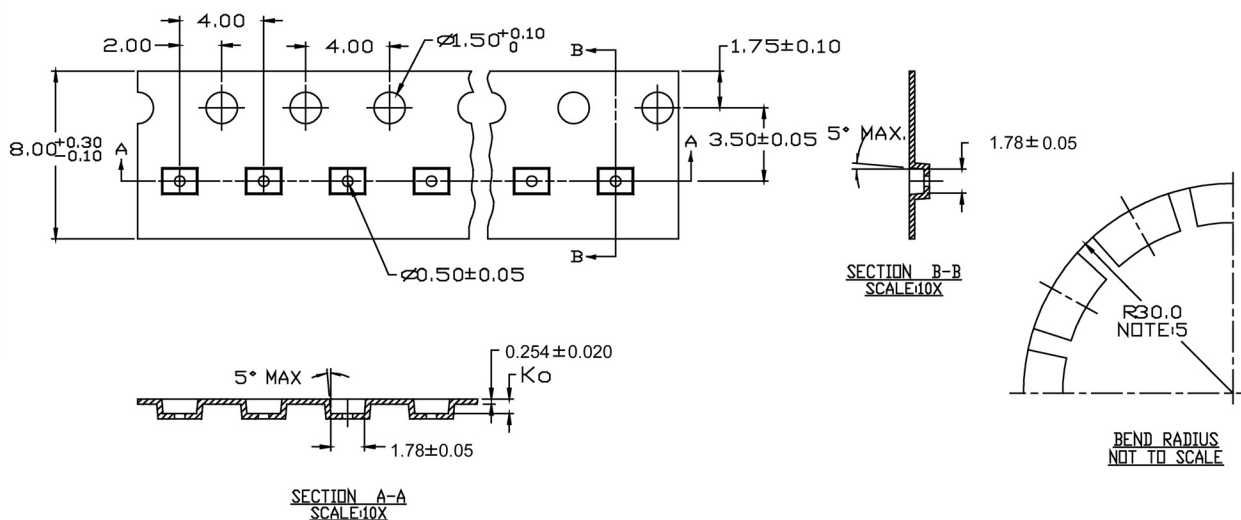 4.00
2.00
4.00
⌀1.50+0.10
0
B
1.75±0.10
8.00+0.30
-0.10
A
A
3.50±0.05
5° MAX.
1.78±0.05
⌀0.50±0.05
B
SECTION B-B
SCALE:10X
R30.0
NOTE:5
0.254±0.020
5° MAX
Ko
1.78±0.05
BEND RADIUS
NOT TO SCALE
SECTION A-A
SCALE:10X